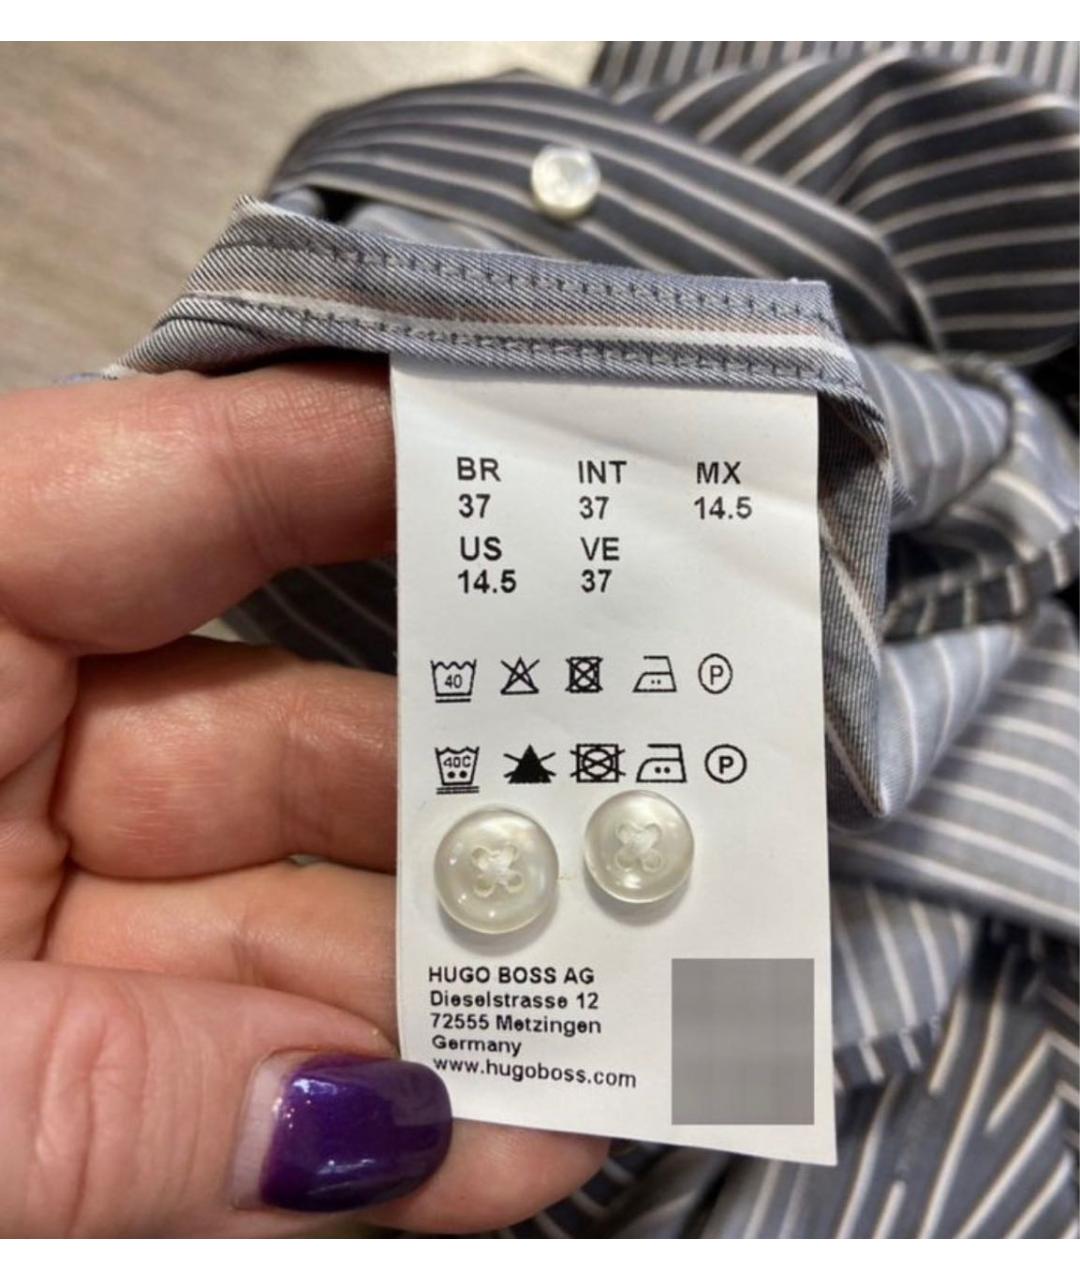 BR INT MX
37 37 14.5
US VE
14.5 37
40 P
40C P
HUGO BOSS AG
Dieselstrasse 12
72555 Metzingen
Germany
www.hugoboss.com